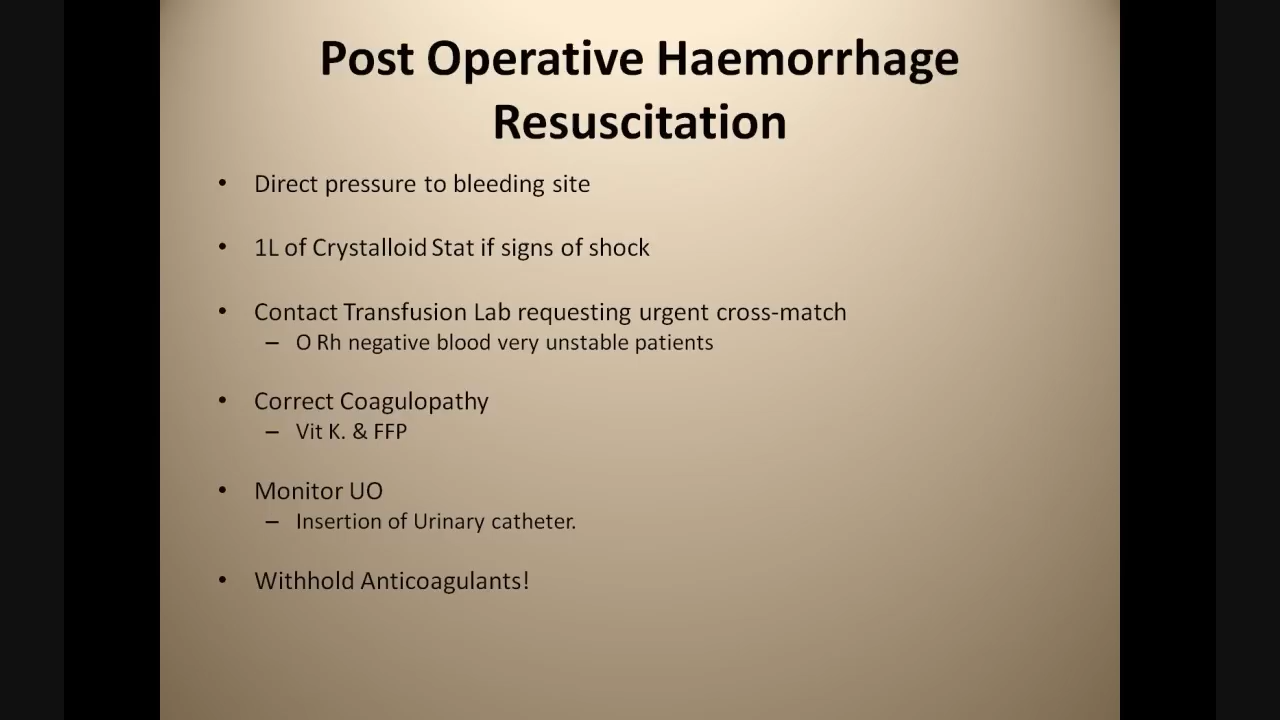 Post Operative Haemorrhage
Resuscitation
• Direct pressure to bleeding site
• 1L of Crystalloid Stat if signs of shock
• Contact Transfusion Lab requesting urgent cross-match
– O Rh negative blood very unstable patients
• Correct Coagulopathy
– Vit K. & FFP
• Monitor UO
– Insertion of Urinary catheter.
• Withhold Anticoagulants!